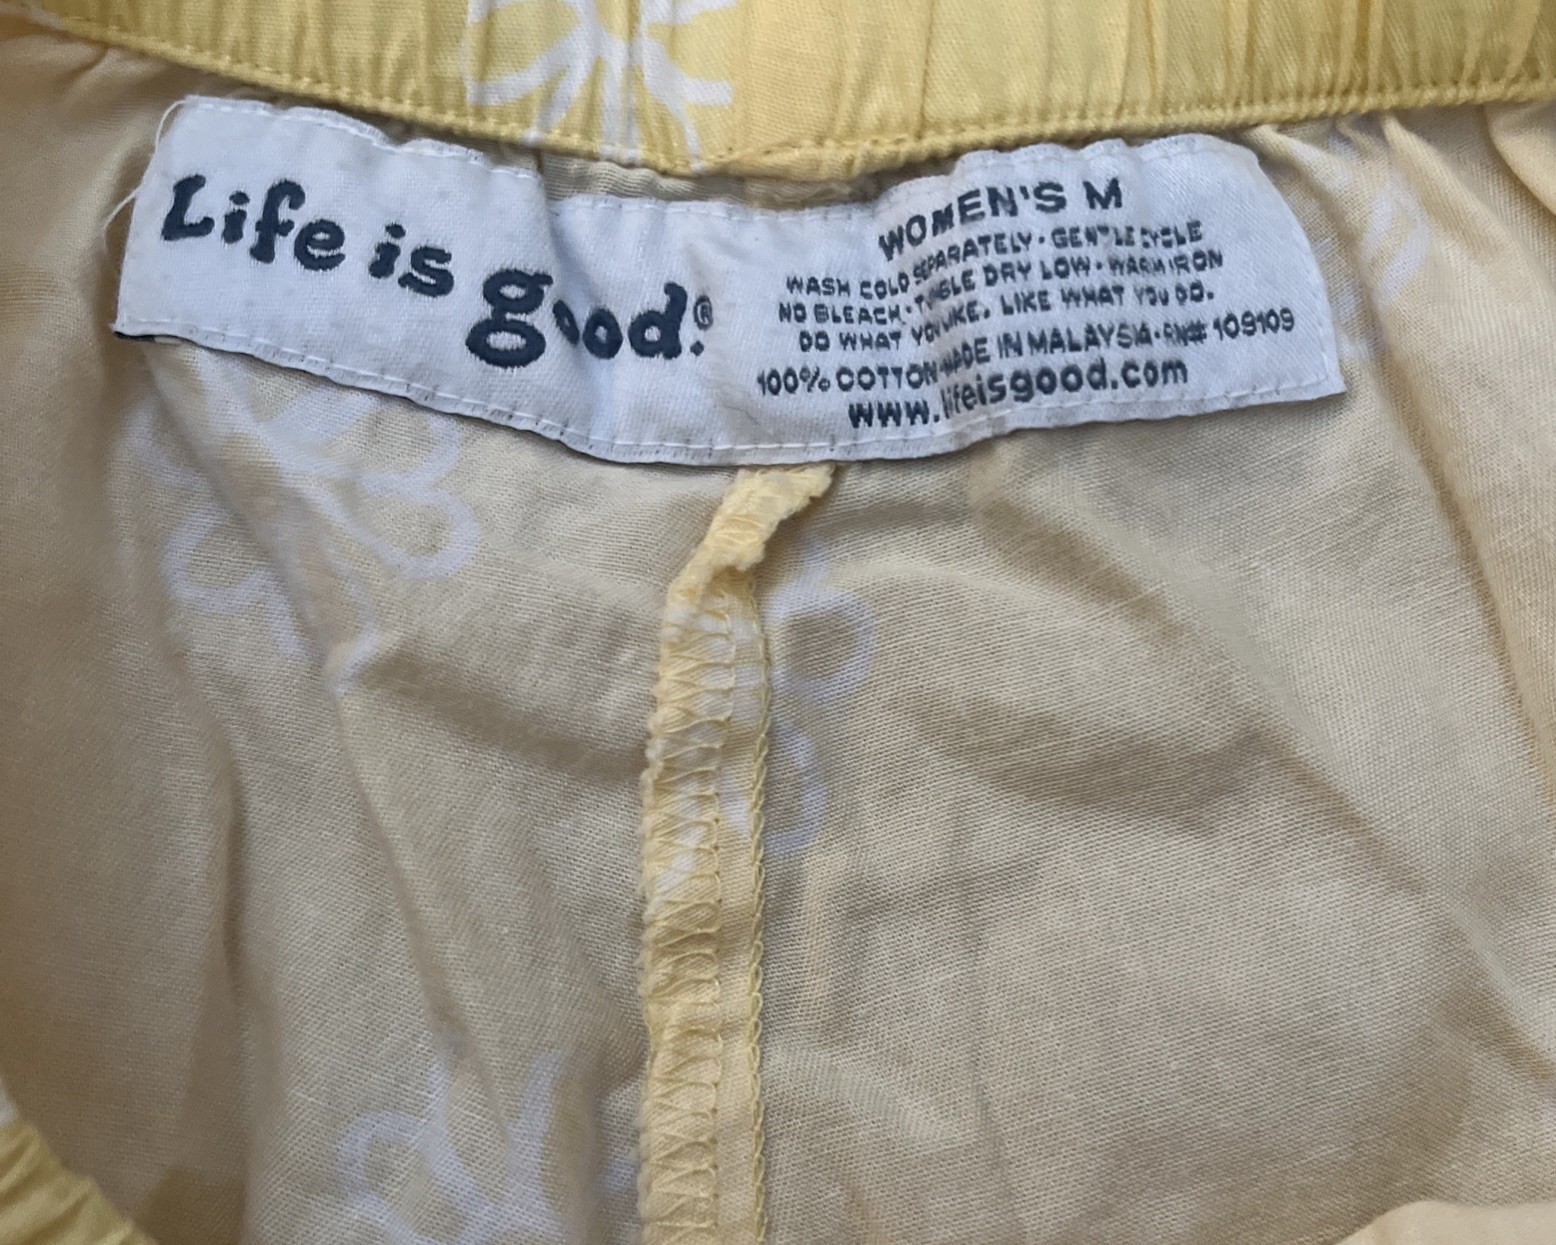 Life is good.®
WOMEN'S M
WASH COLD SEPARATELY • GENTLE CYCLE
NO BLEACH • TUMBLE DRY LOW • WARM IRON
DO WHAT YOU LIKE. LIKE WHAT YOU DO.
100% COTTON • MADE IN MALAYSIA • RN# 109109
www.lifeisgood.com